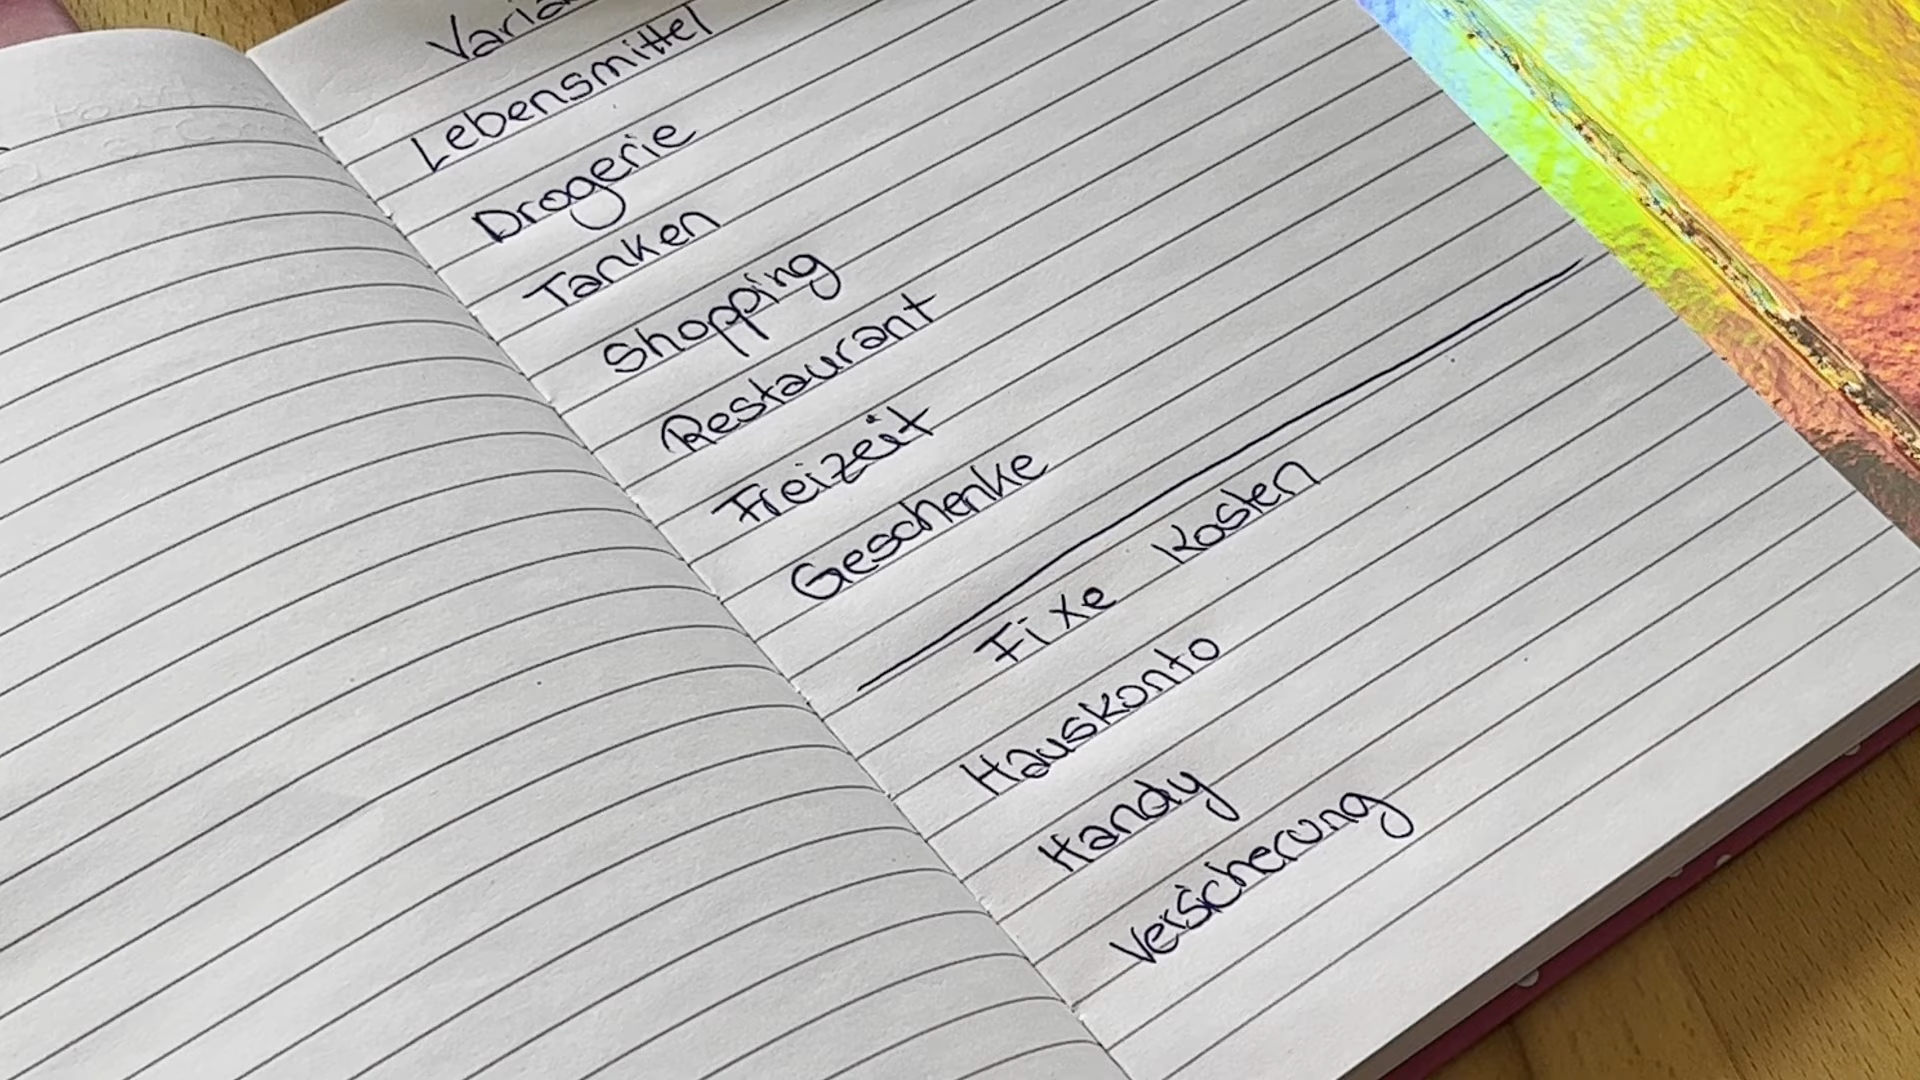 Lebensmittel
Drogerie
Tanken
Shopping
Restaurant
Freizeit
Geschenke
Fixe Kosten
Hauskonto
Handy
Versicherung